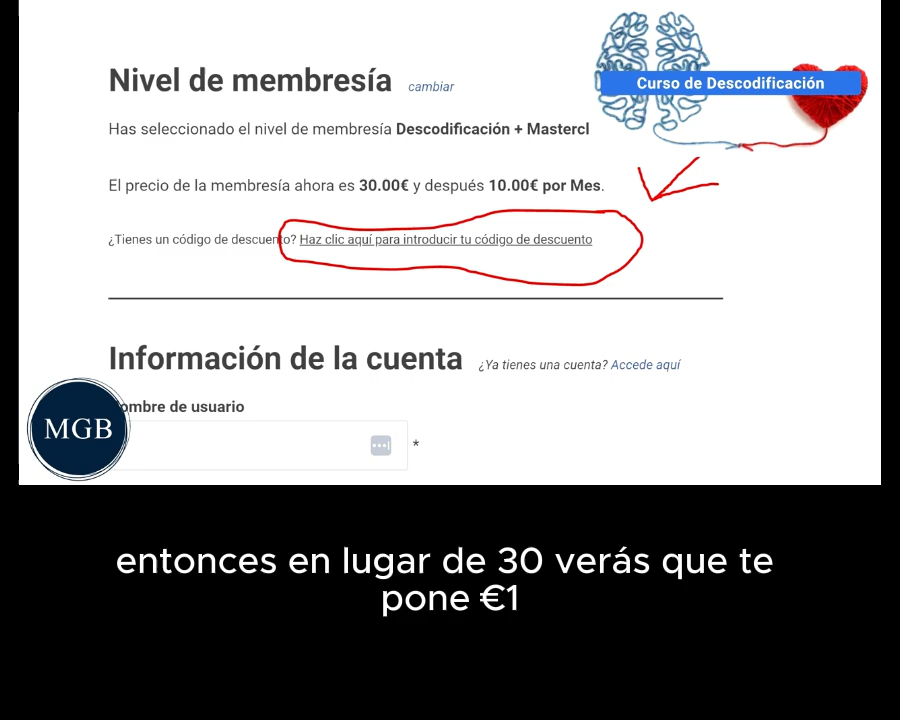 Nivel de membresía cambiar
Curso de Descodificación
Has seleccionado el nivel de membresía Descodificación + Mastercl
El precio de la membresía ahora es 30.00€ y después 10.00€ por Mes.
¿Tienes un código de descuento? Haz clic aquí para introducir tu código de descuento
Información de la cuenta ¿Ya tienes una cuenta? Accede aquí
ombre de usuario
MGB
*
entonces en lugar de 30 verás que te
pone €1